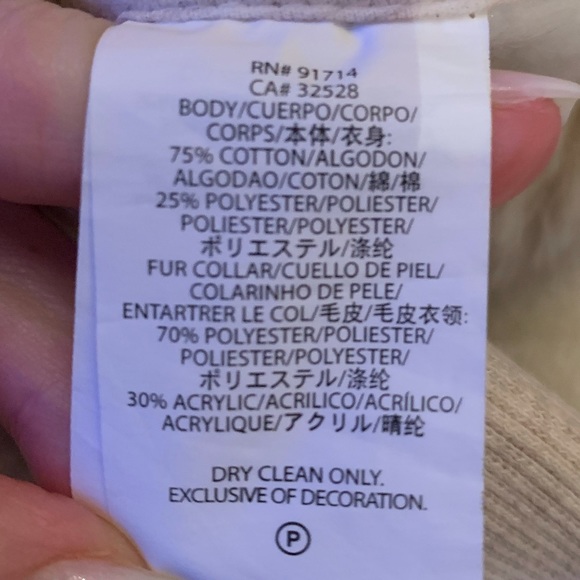 RN# 91714
CA# 32528
BODY/CUERPO/CORPO/
CORPS/本体/衣身:
75% COTTON/ALGODON/
ALGODAO/COTON/綿/棉
25% POLYESTER/POLIESTER/
POLIESTER/POLYESTER/
ポリエステル/涤纶
FUR COLLAR/CUELLO DE PIEL/
COLARINHO DE PELE/
ENTARTRER LE COL/毛皮/毛皮衣领:
70% POLYESTER/POLIESTER/
POLIESTER/POLYESTER/
ポリエステル/涤纶
30% ACRYLIC/ACRILICO/ACRÍLICO/
ACRYLIQUE/アクリル/晴纶
DRY CLEAN ONLY.
EXCLUSIVE OF DECORATION.
P